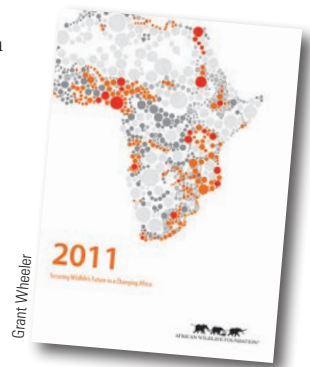 Grant Wheeler
2011
Securing Wildlife's Future in a Changing Africa
AFRICAN WILDLIFE FOUNDATION®